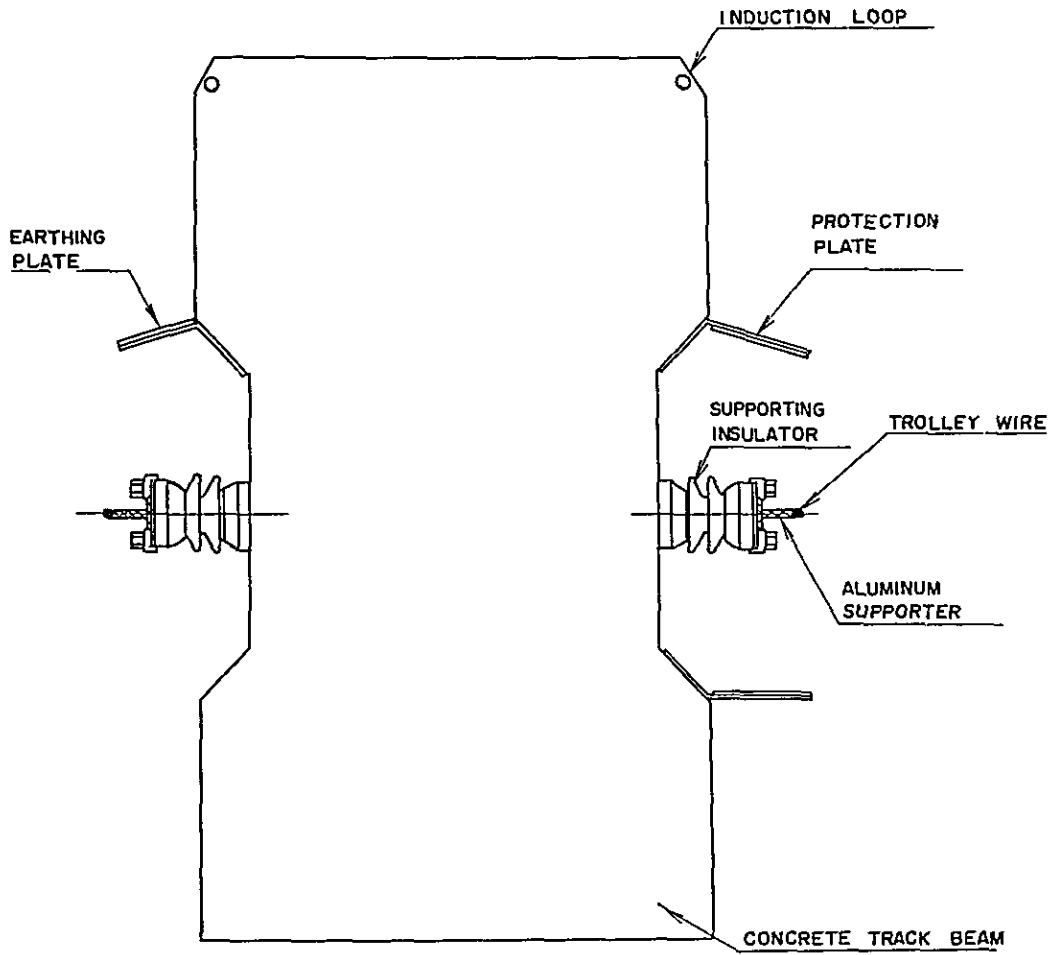 INDUCTION LOOP
EARTHING
PLATE
PROTECTION
PLATE
SUPPORTING
INSULATOR
TROLLEY WIRE
ALUMINUM
SUPPORTER
CONCRETE TRACK BEAM